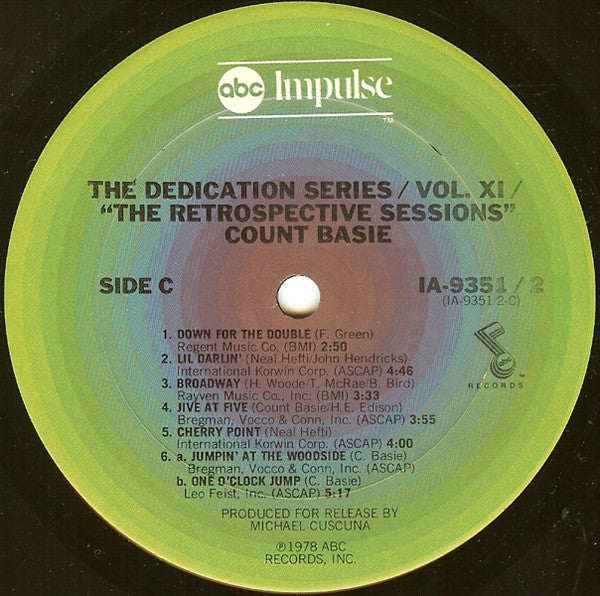 abc Impulse
TM
THE DEDICATION SERIES / VOL. XI /
“THE RETROSPECTIVE SESSIONS”
COUNT BASIE
SIDE C
IA-9351 / 2
(IA-9351/2-C)
1. DOWN FOR THE DOUBLE (F. Green)
Regent Music Co. (BMI) 2:50
2. LIL DARLIN' (Neal Hefti/John Hendricks)
International Korwin Corp. (ASCAP) 4:46
3. BROADWAY (H. Woode/T. McRae/B. Bird)
Rayven Music Co., Inc. (BMI) 3:33
4. JIVE AT FIVE (Count Basie/H.E. Edison)
Bregman, Vocco & Conn, Inc. (ASCAP) 3:55
5. CHERRY POINT (Neal Hefti)
International Korwin Corp. (ASCAP) 4:00
6. a. JUMPIN' AT THE WOODSIDE (C. Basie)
Bregman, Vocco & Conn, Inc. (ASCAP)
b. ONE O'CLOCK JUMP (C. Basie)
Leo Feist, Inc. (ASCAP) 5:17
abc
TM
RECORDS
PRODUCED FOR RELEASE BY
MICHAEL CUSCUNA
Ⓟ1978 ABC
RECORDS, INC.